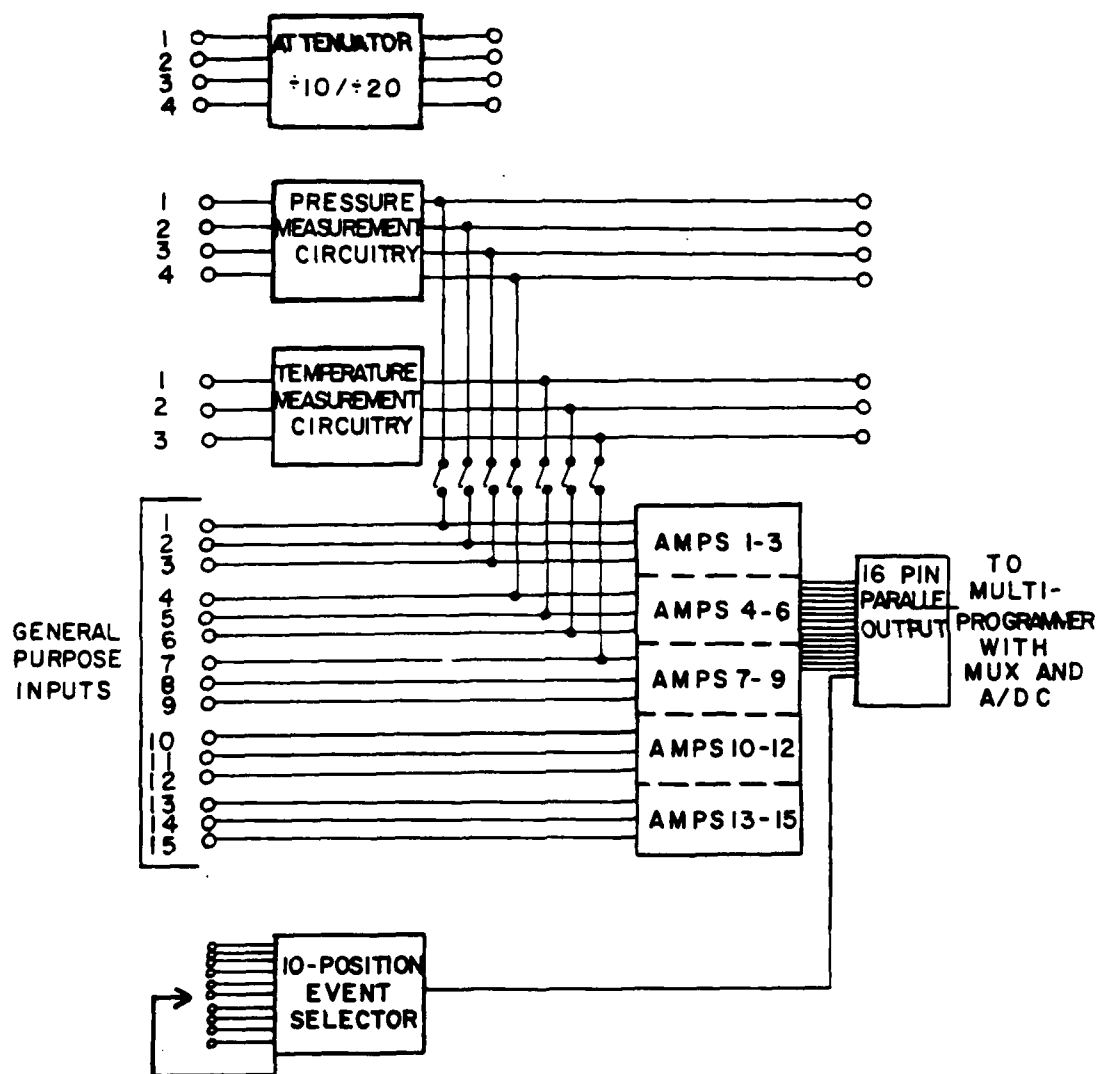 1
2
3
4
ATTENUATOR
÷10/÷20
1
2
3
4
PRESSURE
MEASUREMENT
CIRCUITRY
1
2
3
TEMPERATURE
MEASUREMENT
CIRCUITRY
GENERAL
PURPOSE
INPUTS
1
2
3
4
5
6
7
8
9
10
11
12
13
14
15
AMPS 1-3
AMPS 4-6
AMPS 7-9
AMPS 10-12
AMPS 13-15
16 PIN
PARALLEL
OUTPUT
TO
MULTI-
PROGRAMMER
WITH
MUX AND
A/DC
10-POSITION
EVENT
SELECTOR